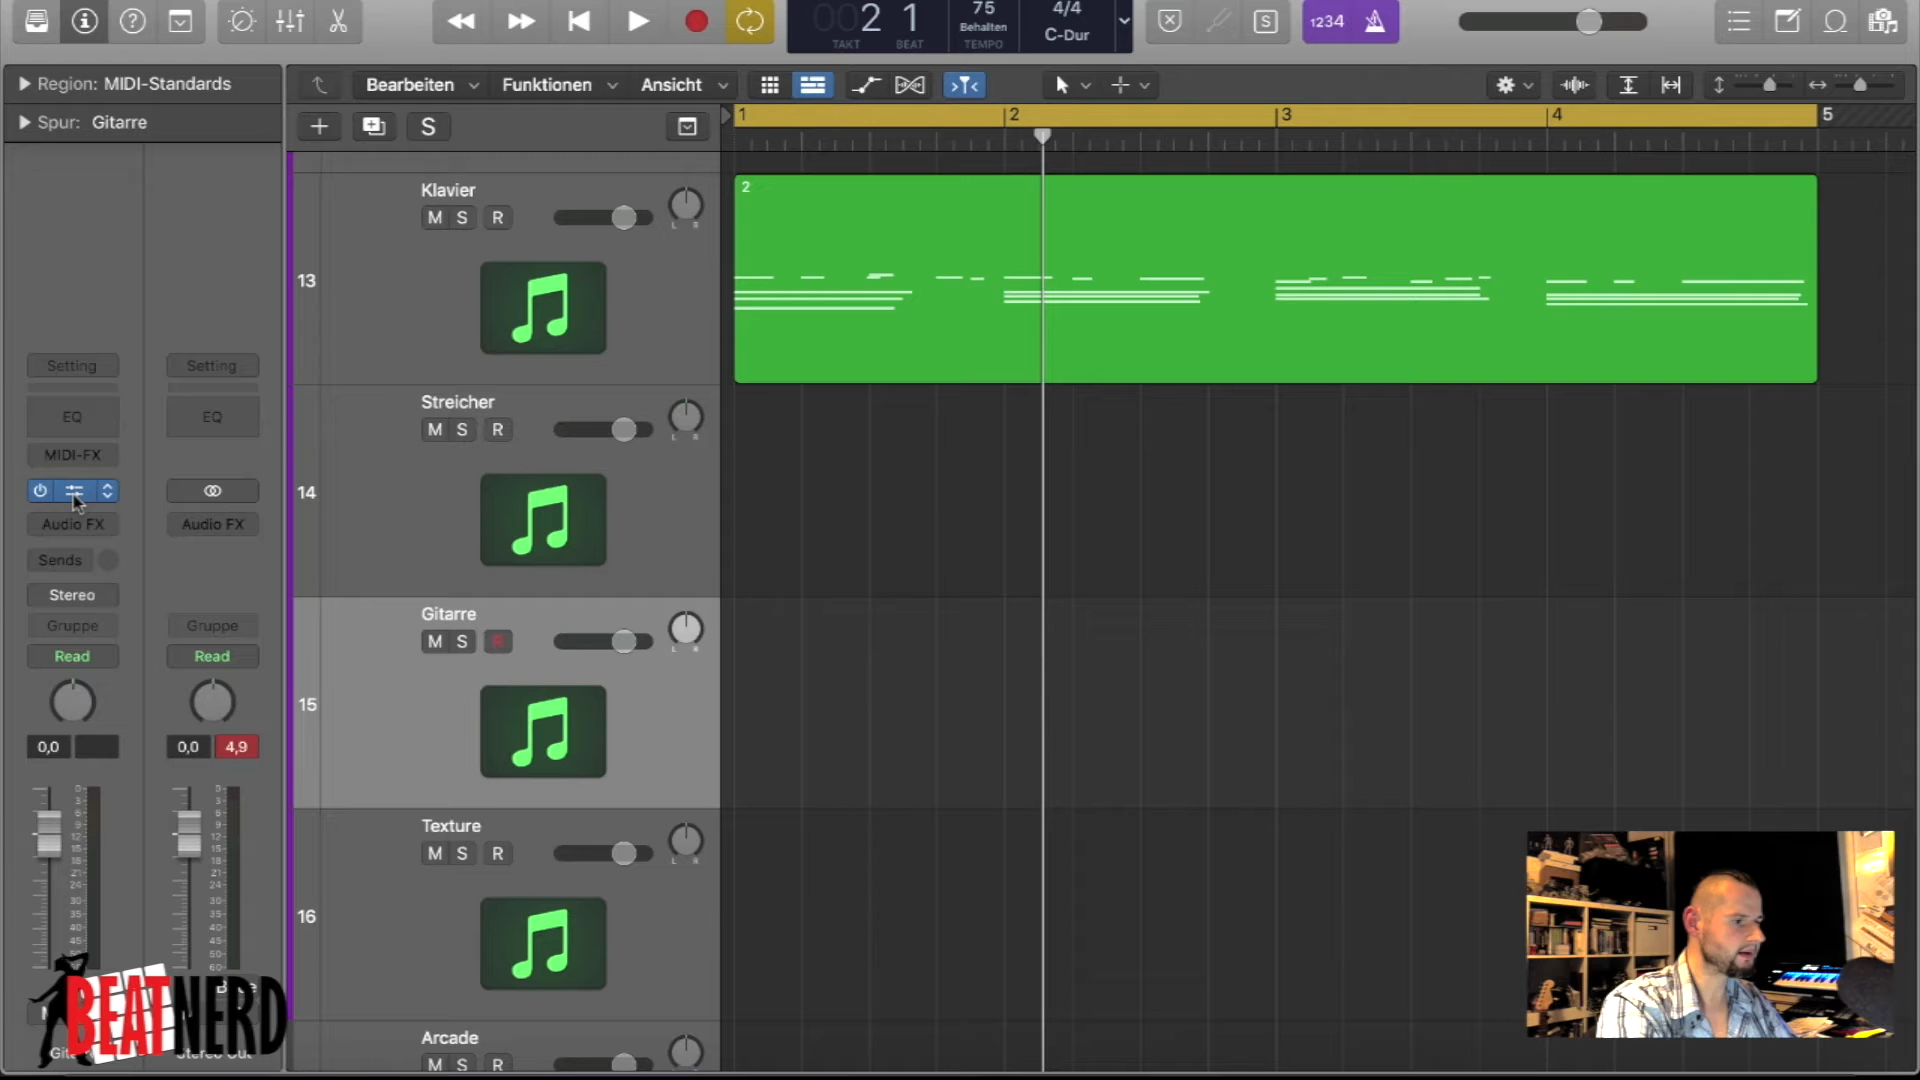 2 1
TAKT BEAT
75
Behalten
TEMPO
4/4
C-Dur
S
1234
Region: MIDI-Standards
Spur: Gitarre
Bearbeiten
Funktionen
Ansicht
S
1
2
3
4
5
Setting
EQ
MIDI-FX
Audio FX
Sends
Stereo
Gruppe
Read
0,0
Setting
EQ
Audio FX
Gruppe
Read
0,0 4,9
13
Klavier
M S R
L R
2
14
Streicher
M S R
L R
15
Gitarre
M S R
L R
16
Texture
M S R
L R
Arcade
M S R
BEATNERD
Stereo Out